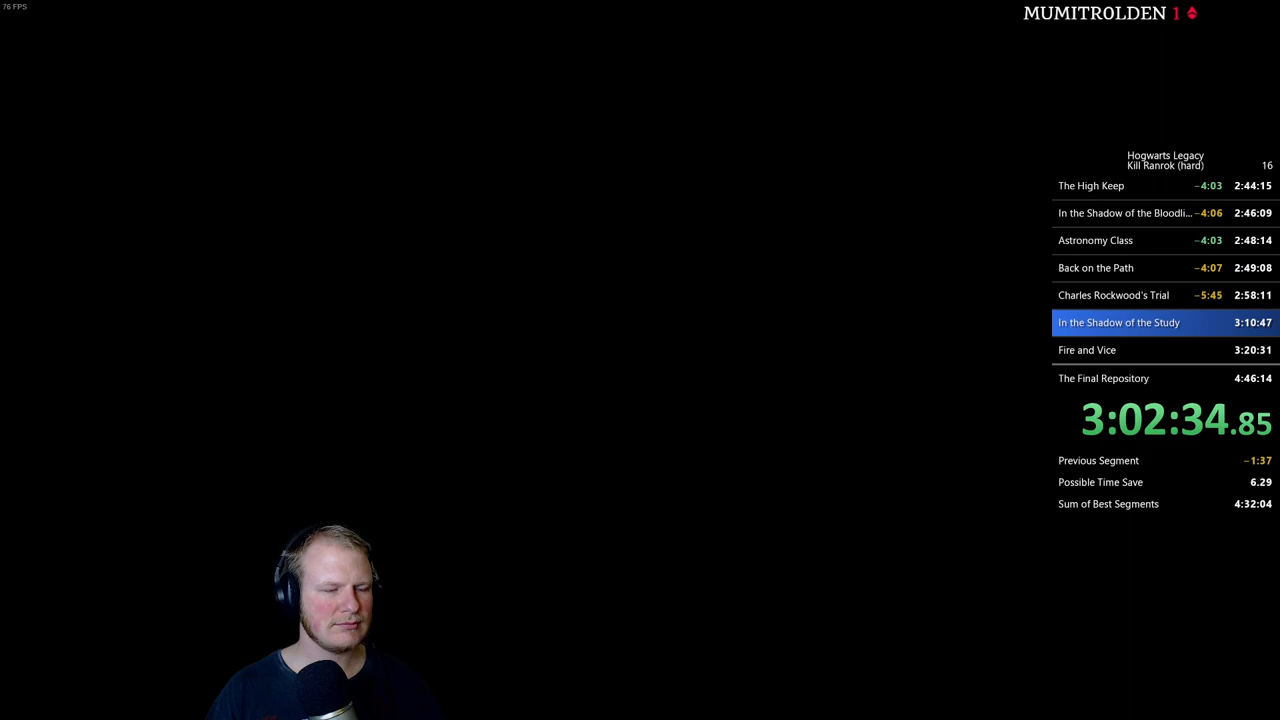 76 FPS
MUMITROLDEN 1
Hogwarts Legacy
Kill Ranrok (hard) 16
The High Keep −4:03 2:44:15
In the Shadow of the Bloodli... −4:06 2:46:09
Astronomy Class −4:03 2:48:14
Back on the Path −4:07 2:49:08
Charles Rockwood's Trial −5:45 2:58:11
In the Shadow of the Study 3:10:47
Fire and Vice 3:20:31
The Final Repository 4:46:14
3:02:34.85
Previous Segment −1:37
Possible Time Save 6.29
Sum of Best Segments 4:32:04